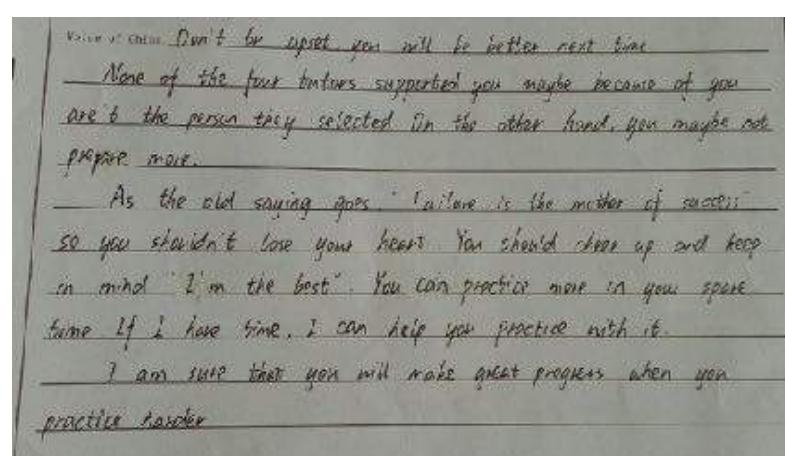 Voice of China. Don't be upset you will be better next time
None of the four tutors supported you maybe because of you
are't the person they selected On the other hand, you maybe not
prepare more.
As the old saying goes "Failure is the mother of success"
so you shouldn't lose your heart You should cheer up and keep
in mind "I'm the best". You can practice more in your spare
time If I have time, I can help you practice with it.
I am sure that you will make great progress when you
practice harder